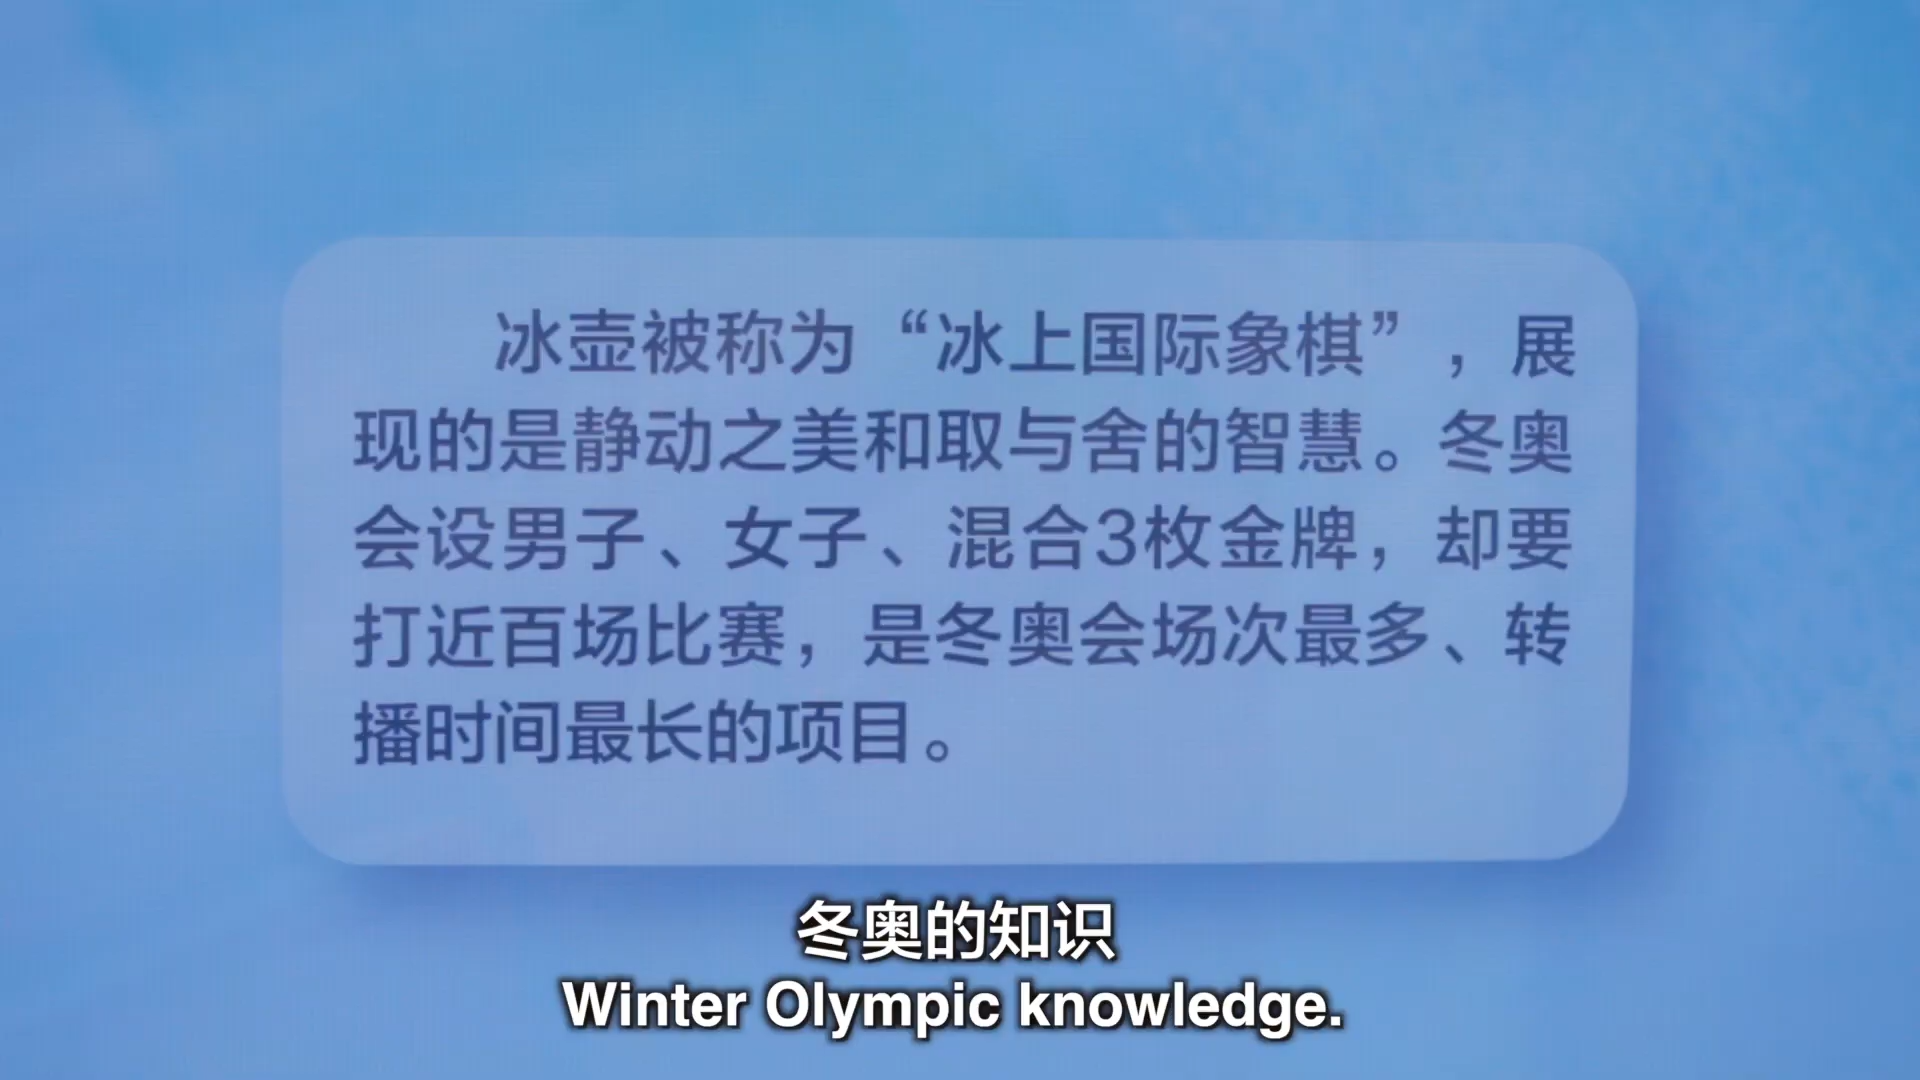 冰壶被称为“冰上国际象棋”，展
现的是静动之美和取与舍的智慧。冬奥
会设男子、女子、混合3枚金牌，却要
打近百场比赛，是冬奥会场次最多、转
播时间最长的项目。
冬奥的知识
Winter Olympic knowledge.